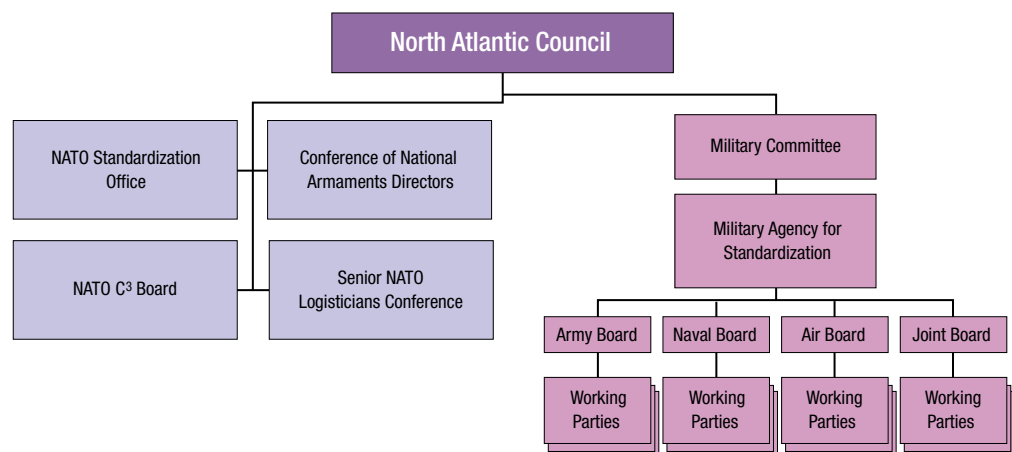 North Atlantic Council
NATO Standardization
Office
Conference of National
Armaments Directors
Military Committee
Military Agency for
Standardization
NATO C³ Board
Senior NATO
Logisticians Conference
Army Board
Naval Board
Air Board
Joint Board
Working
Parties
Working
Parties
Working
Parties
Working
Parties